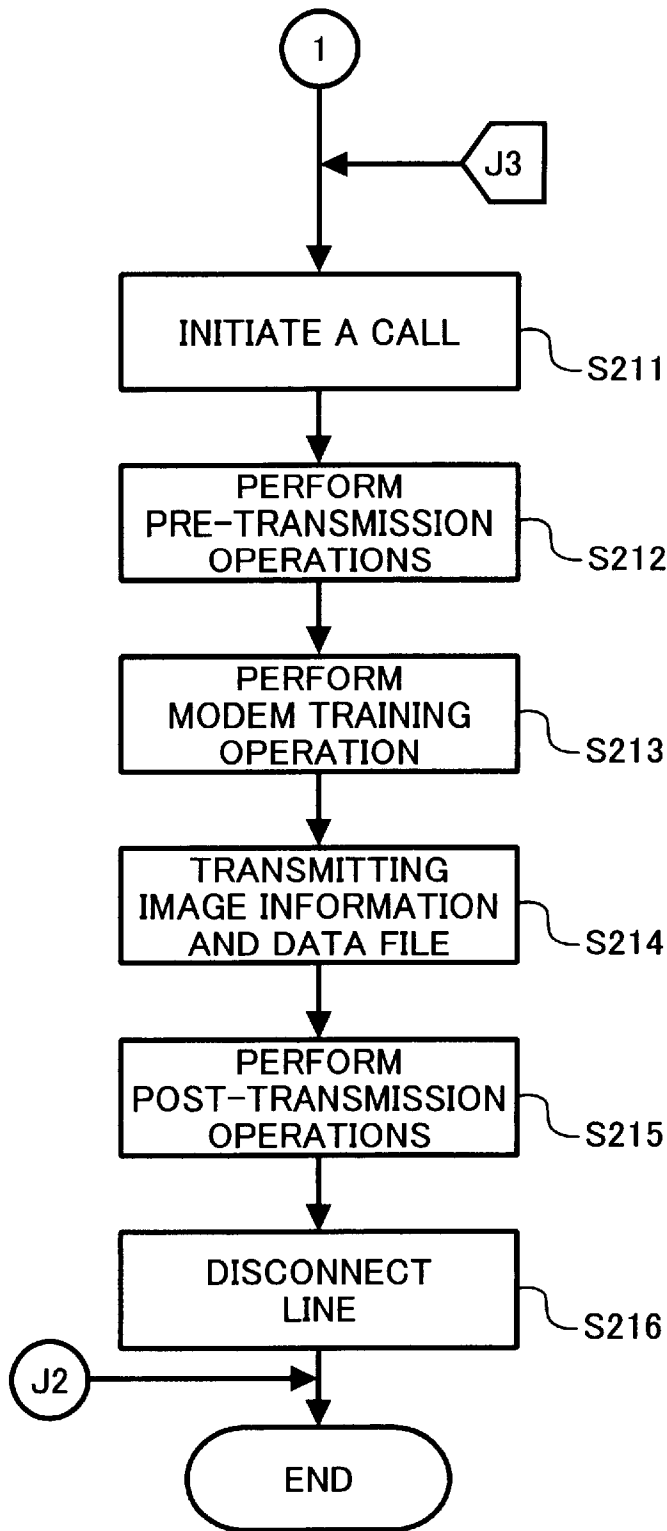 1
J3
INITIATE A CALL
S211
PERFORM
PRE-TRANSMISSION
OPERATIONS
S212
PERFORM
MODEM TRAINING
OPERATION
S213
TRANSMITTING
IMAGE INFORMATION
AND DATA FILE
S214
PERFORM
POST-TRANSMISSION
OPERATIONS
S215
DISCONNECT
LINE
S216
J2
END